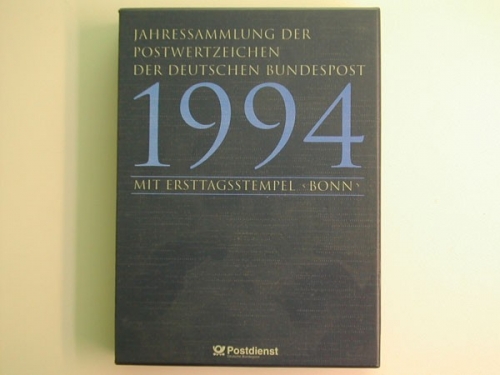 JAHRESSAMMLUNG DER
POSTWERTZEICHEN
DER DEUTSCHEN BUNDESPOST
1994
MIT ERSTTAGSSTEMPEL ‹BONN›
Postdienst